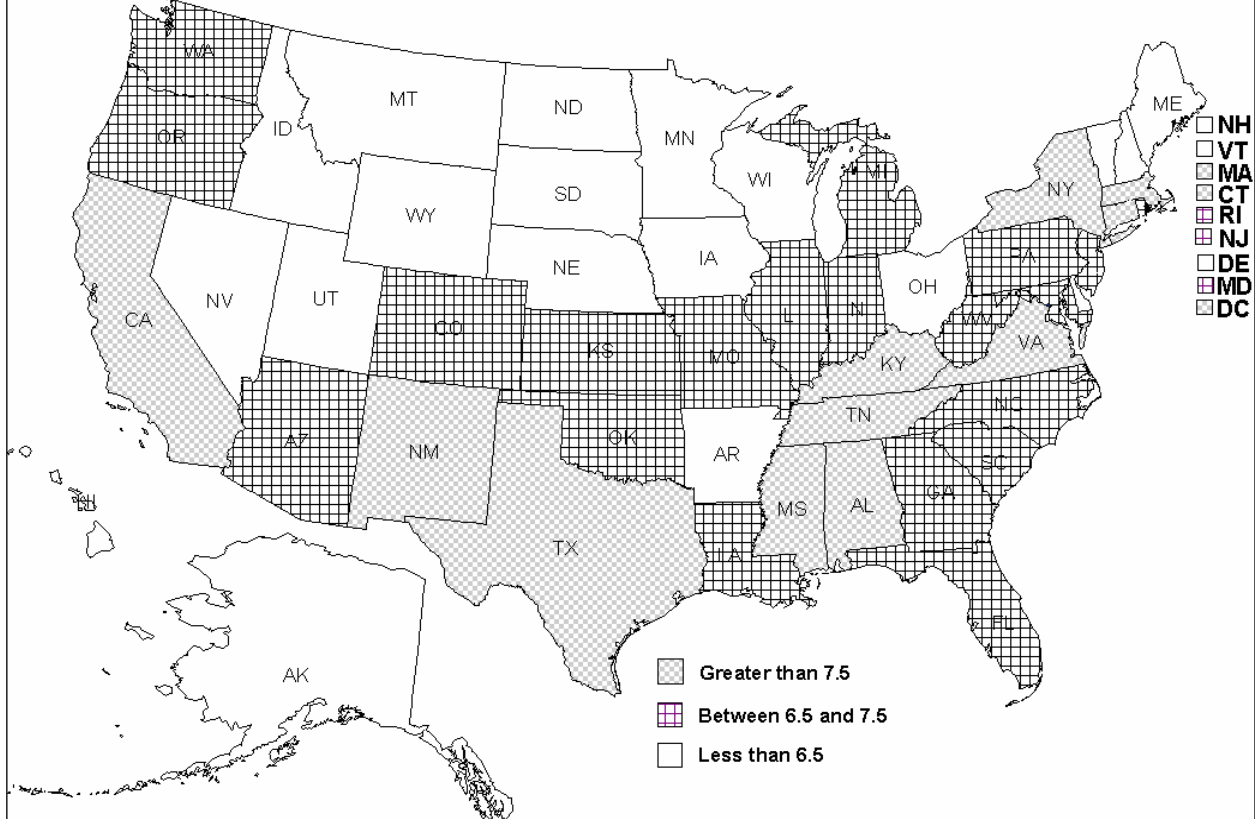 WA
MT
ND
ME
OR
ID
MN
NH
VT
MI
WI
MA
SD
NY
CT
WY
RI
NJ
IA
PA
NE
DE
OH
MD
NV
UT
DC
CA
CO
IL
IN
WV
KS
VA
MO
KY
NC
TN
AZ
OK
NM
AR
SC
GA
HI
MS
AL
TX
LA
FL
AK
Greater than 7.5
Between 6.5 and 7.5
Less than 6.5